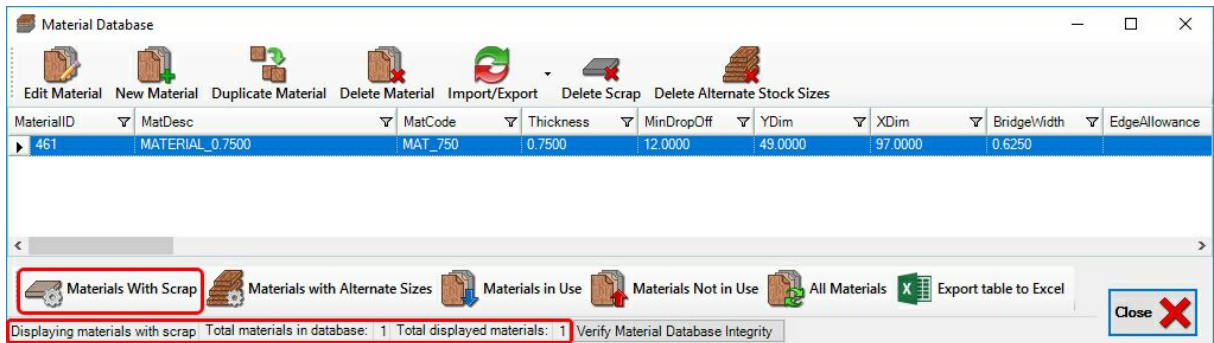 Material Database
Edit Material New Material Duplicate Material Delete Material Import/Export Delete Scrap Delete Alternate Stock Sizes
MaterialID MatDesc MatCode Thickness MinDropOff YDim XDim BridgeWidth EdgeAllowance
461 MATERIAL_0.7500 MAT_750 0.7500 12.0000 49.0000 97.0000 0.6250
Materials With Scrap Materials with Alternate Sizes Materials in Use Materials Not in Use All Materials Export table to Excel
Close
Displaying materials with scrap Total materials in database: 1 Total displayed materials: 1 Verify Material Database Integrity